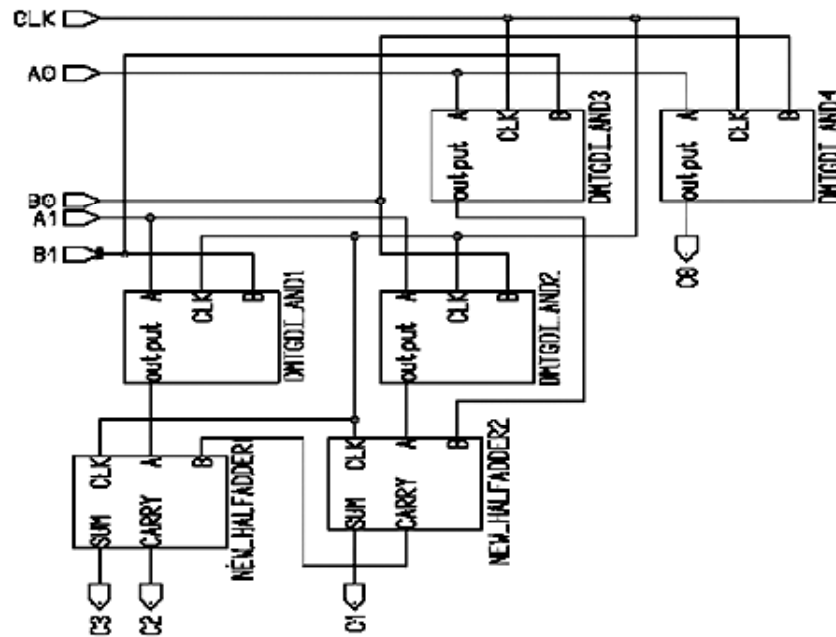 CLK
A0
B0
A1
B1
A
CLK
B
output
DMTGDI_AND3
A
CLK
B
output
DMTGDI_AND4
C0
A
CLK
B
output
DMTGDI_AND1
A
CLK
B
output
DMTGDI_AND2
CLK
A
B
SUM
CARRY
NEW_HALFADDER1
CLK
A
B
SUM
CARRY
NEW_HALFADDER2
C3
C2
C1